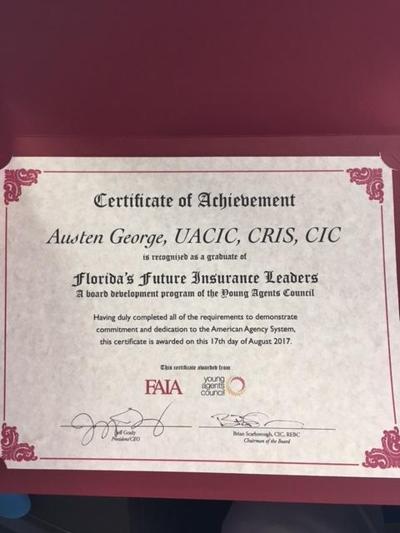 Certificate of Achievement
Austen George, UACIC, CRIS, CIC
is recognized as a graduate of
Florida's Future Insurance Leaders
A board development program of the Young Agents Council
Having duly completed all of the requirements to demonstrate
commitment and dedication to the American Agency System,
this certificate is awarded on this 17th day of August 2017.
This certificate awarded from
FAIA
young
agents
council
Jeff Grady
President/CEO
Brian Scarborough, CIC, REBC
Chairman of the Board